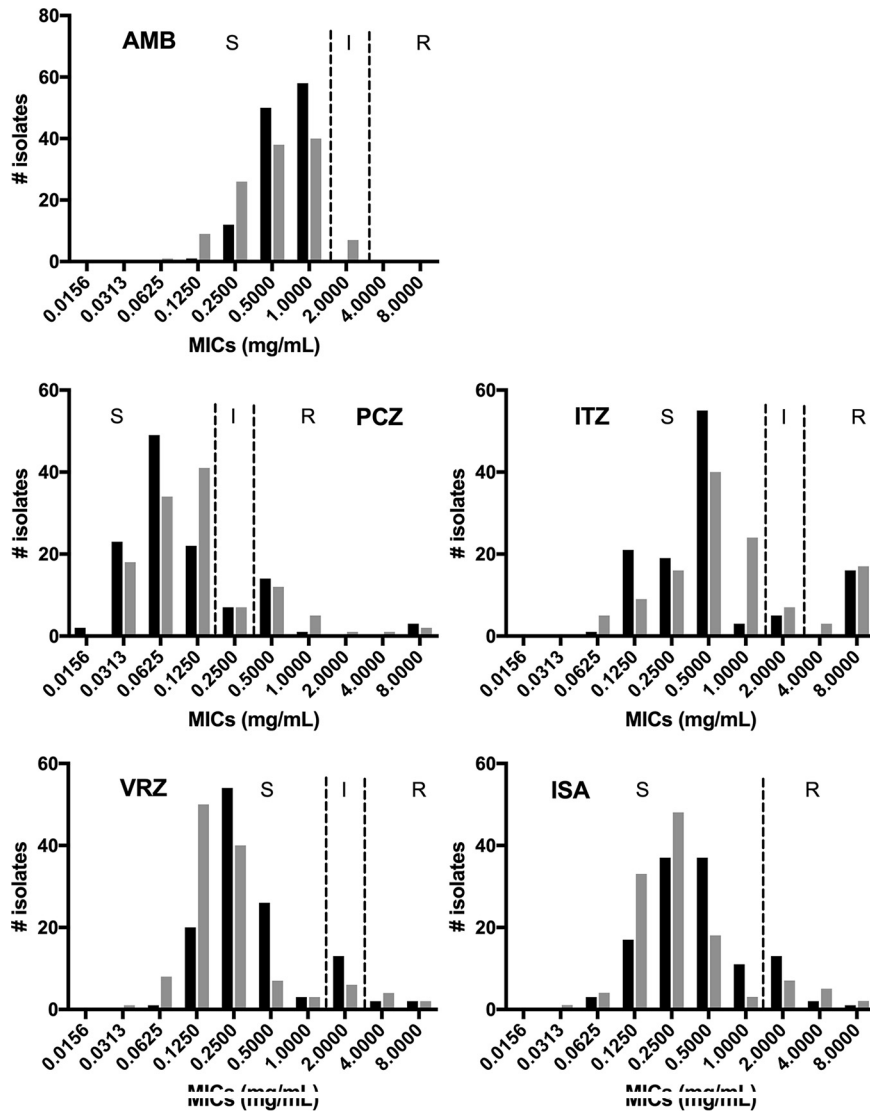 80
60
40
20
0
# isolates
AMB
S
I
R
0.0156
0.0313
0.0625
0.1250
0.2500
0.5000
1.0000
2.0000
4.0000
8.0000
MICs (mg/mL)
60
40
20
0
# isolates
S
I
R
PCZ
0.0156
0.0313
0.0625
0.1250
0.2500
0.5000
1.0000
2.0000
4.0000
8.0000
MICs (mg/mL)
60
40
20
0
# isolates
ITZ
S
I
R
0.0156
0.0313
0.0625
0.1250
0.2500
0.5000
1.0000
2.0000
4.0000
8.0000
MICs (mg/mL)
60
40
20
0
# isolates
VRZ
S
I
R
0.0156
0.0313
0.0625
0.1250
0.2500
0.5000
1.0000
2.0000
4.0000
8.0000
MICs (mg/mL)
60
40
20
0
# isolates
ISA
S
R
0.0156
0.0313
0.0625
0.1250
0.2500
0.5000
1.0000
2.0000
4.0000
8.0000
MICs (mg/mL)